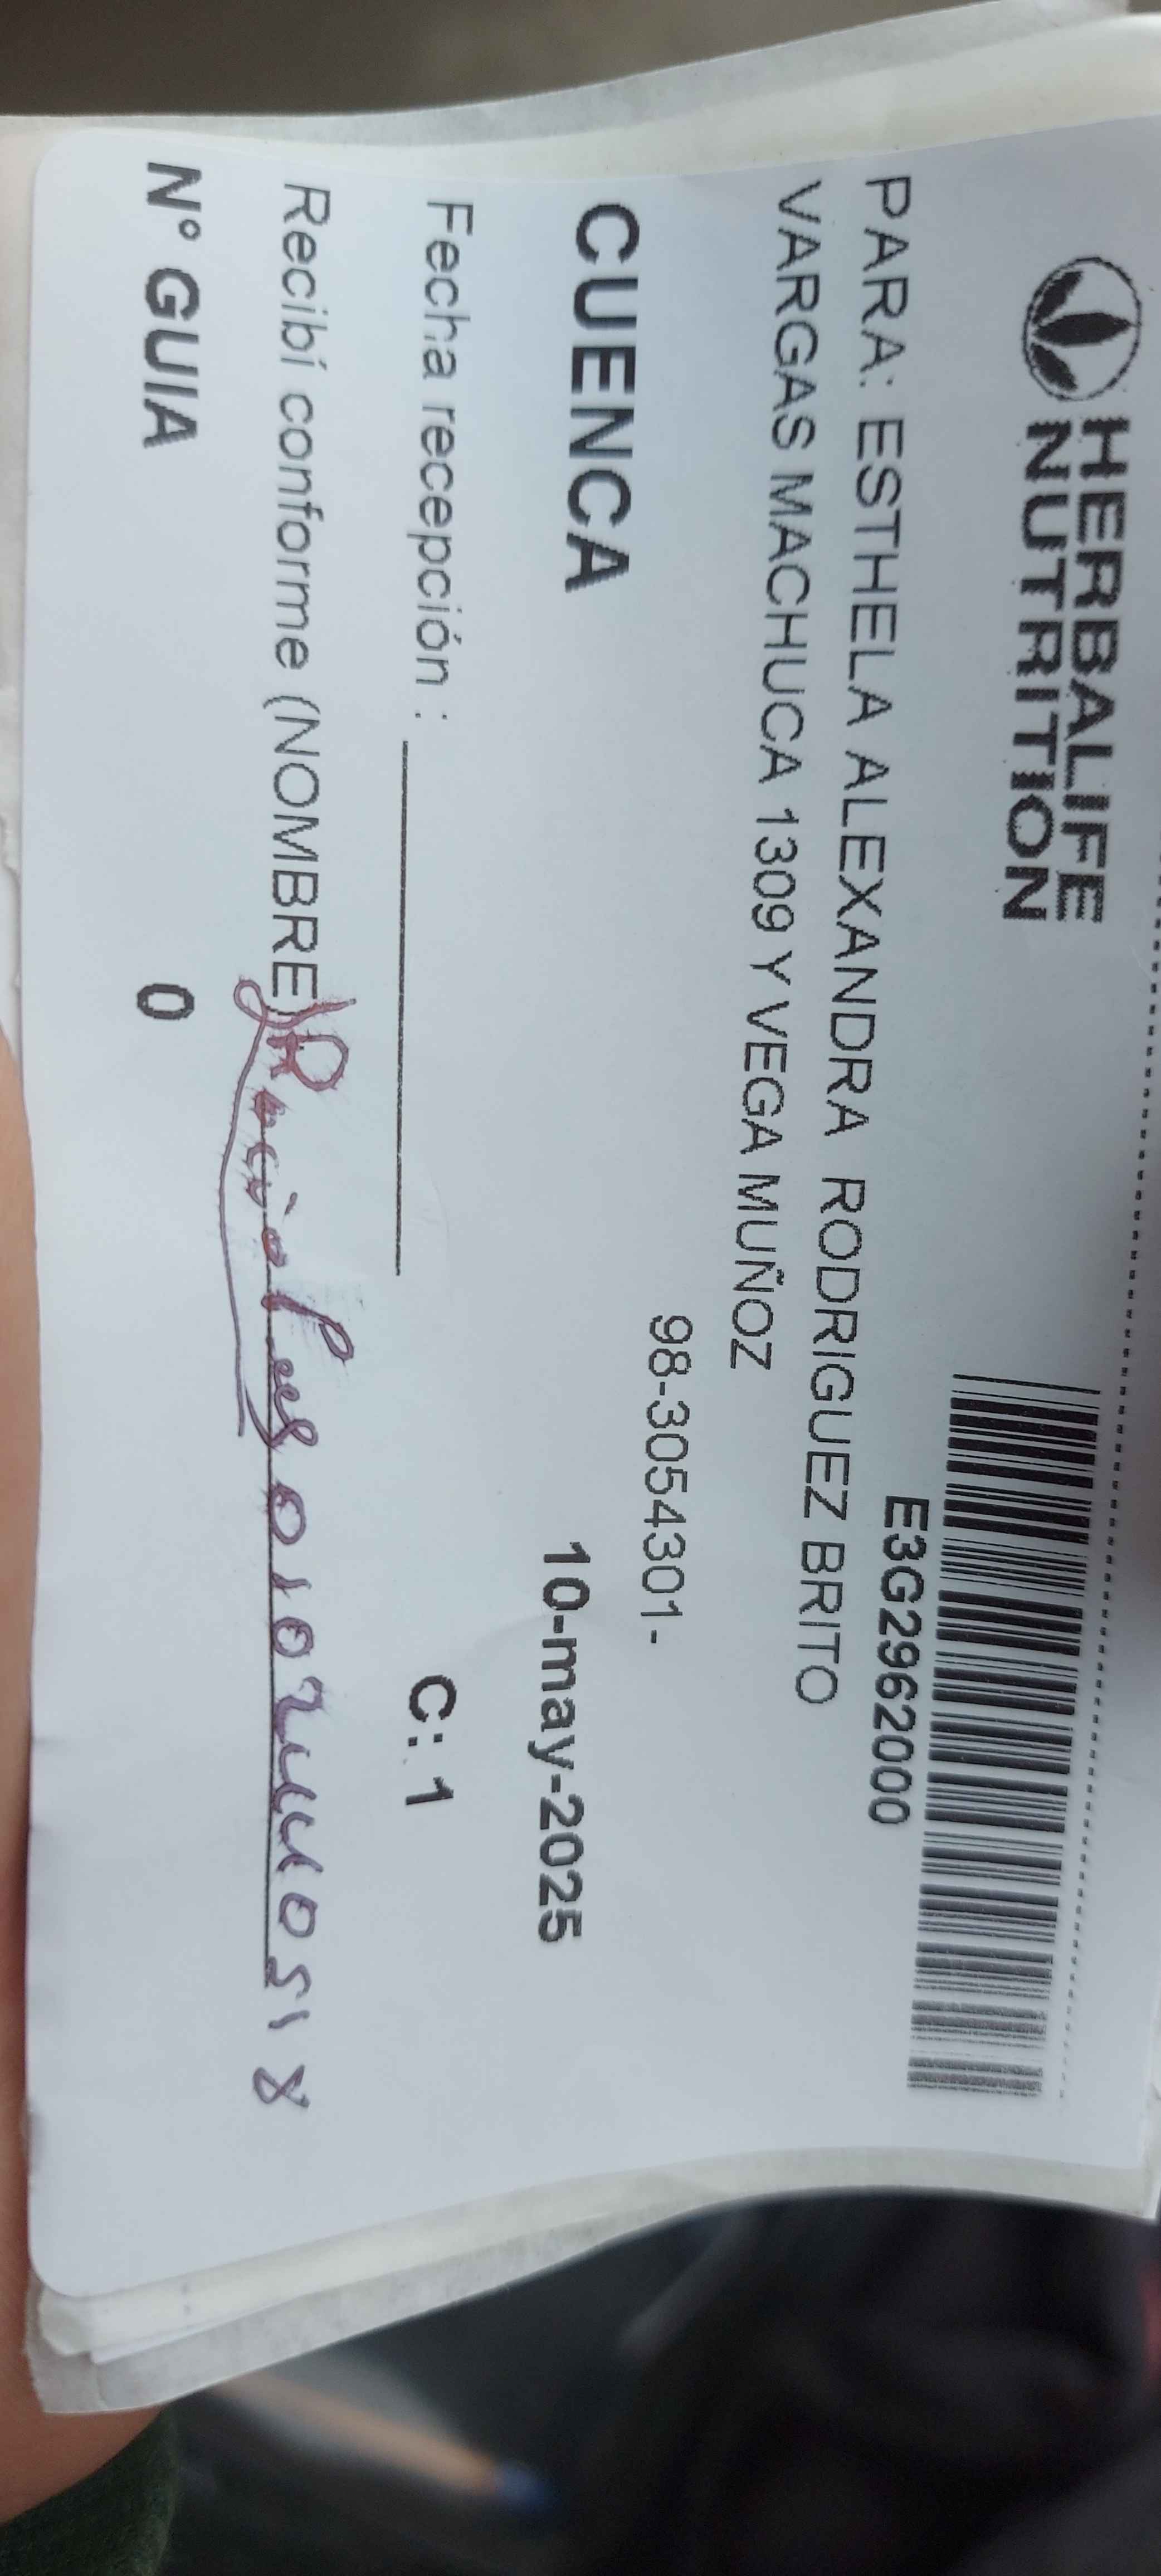 HERBALIFE
NUTRITION
E3G2962000
PARA: ESTHELA ALEXANDRA RODRIGUEZ BRITO
VARGAS MACHUCA 1309 Y VEGA MUÑOZ
98-3054301-
CUENCA
10-may-2025
Fecha recepción :
C: 1
Recibí conforme (NOMBRE)
N° GUIA 0